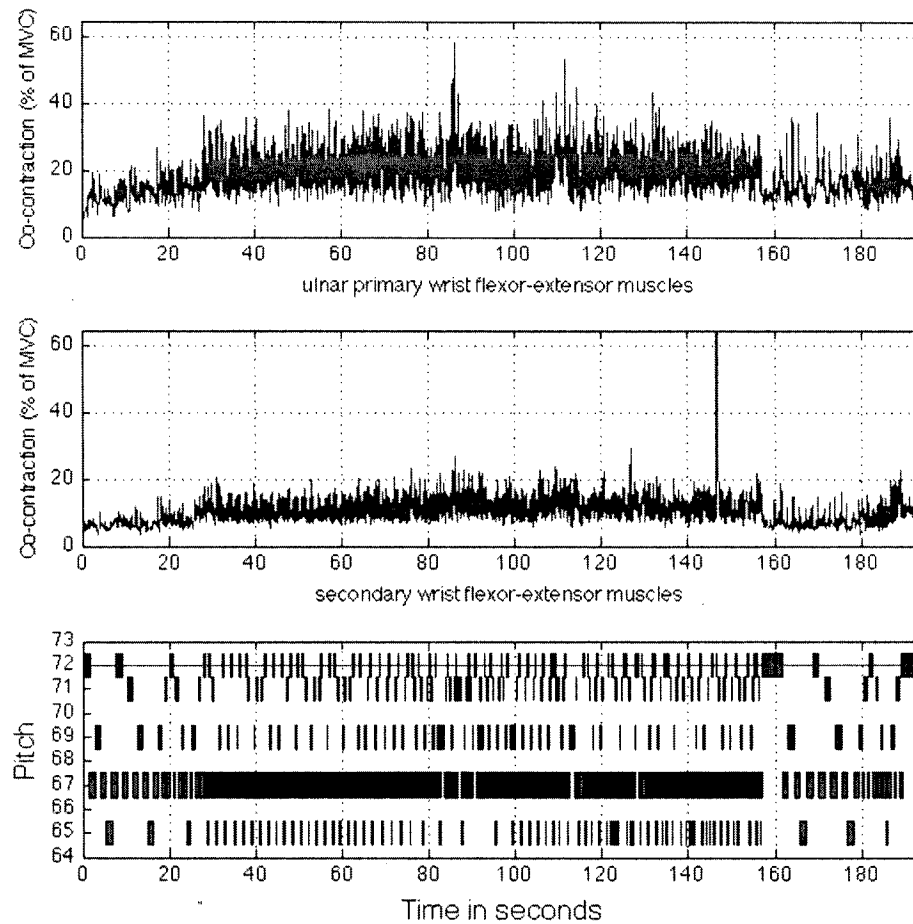 Co-contraction (% of MVC)
60
40
20
0
0 20 40 60 80 100 120 140 160 180
ulnar primary wrist flexor-extensor muscles
Co-contraction (% of MVC)
60
40
20
0
0 20 40 60 80 100 120 140 160 180
secondary wrist flexor-extensor muscles
Pitch
73
72
71
70
69
68
67
66
65
64
0 20 40 60 80 100 120 140 160 180
Time in seconds